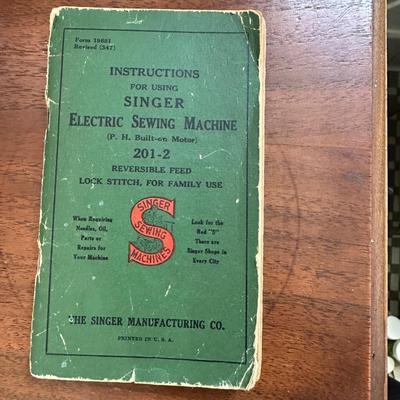 Form 19681
Revised (347)
INSTRUCTIONS
FOR USING
SINGER
ELECTRIC SEWING MACHINE
(P. H. Built-on Motor)
201-2
REVERSIBLE FEED
LOCK STITCH, FOR FAMILY USE
When Requiring
Needles, Oil,
Parts or
Repairs for
Your Machine
SINGER
SEWING
MACHINES
Look for the
Red "S"
There are
Singer Shops in
Every City
THE SINGER MANUFACTURING CO.
PRINTED IN U. S. A.